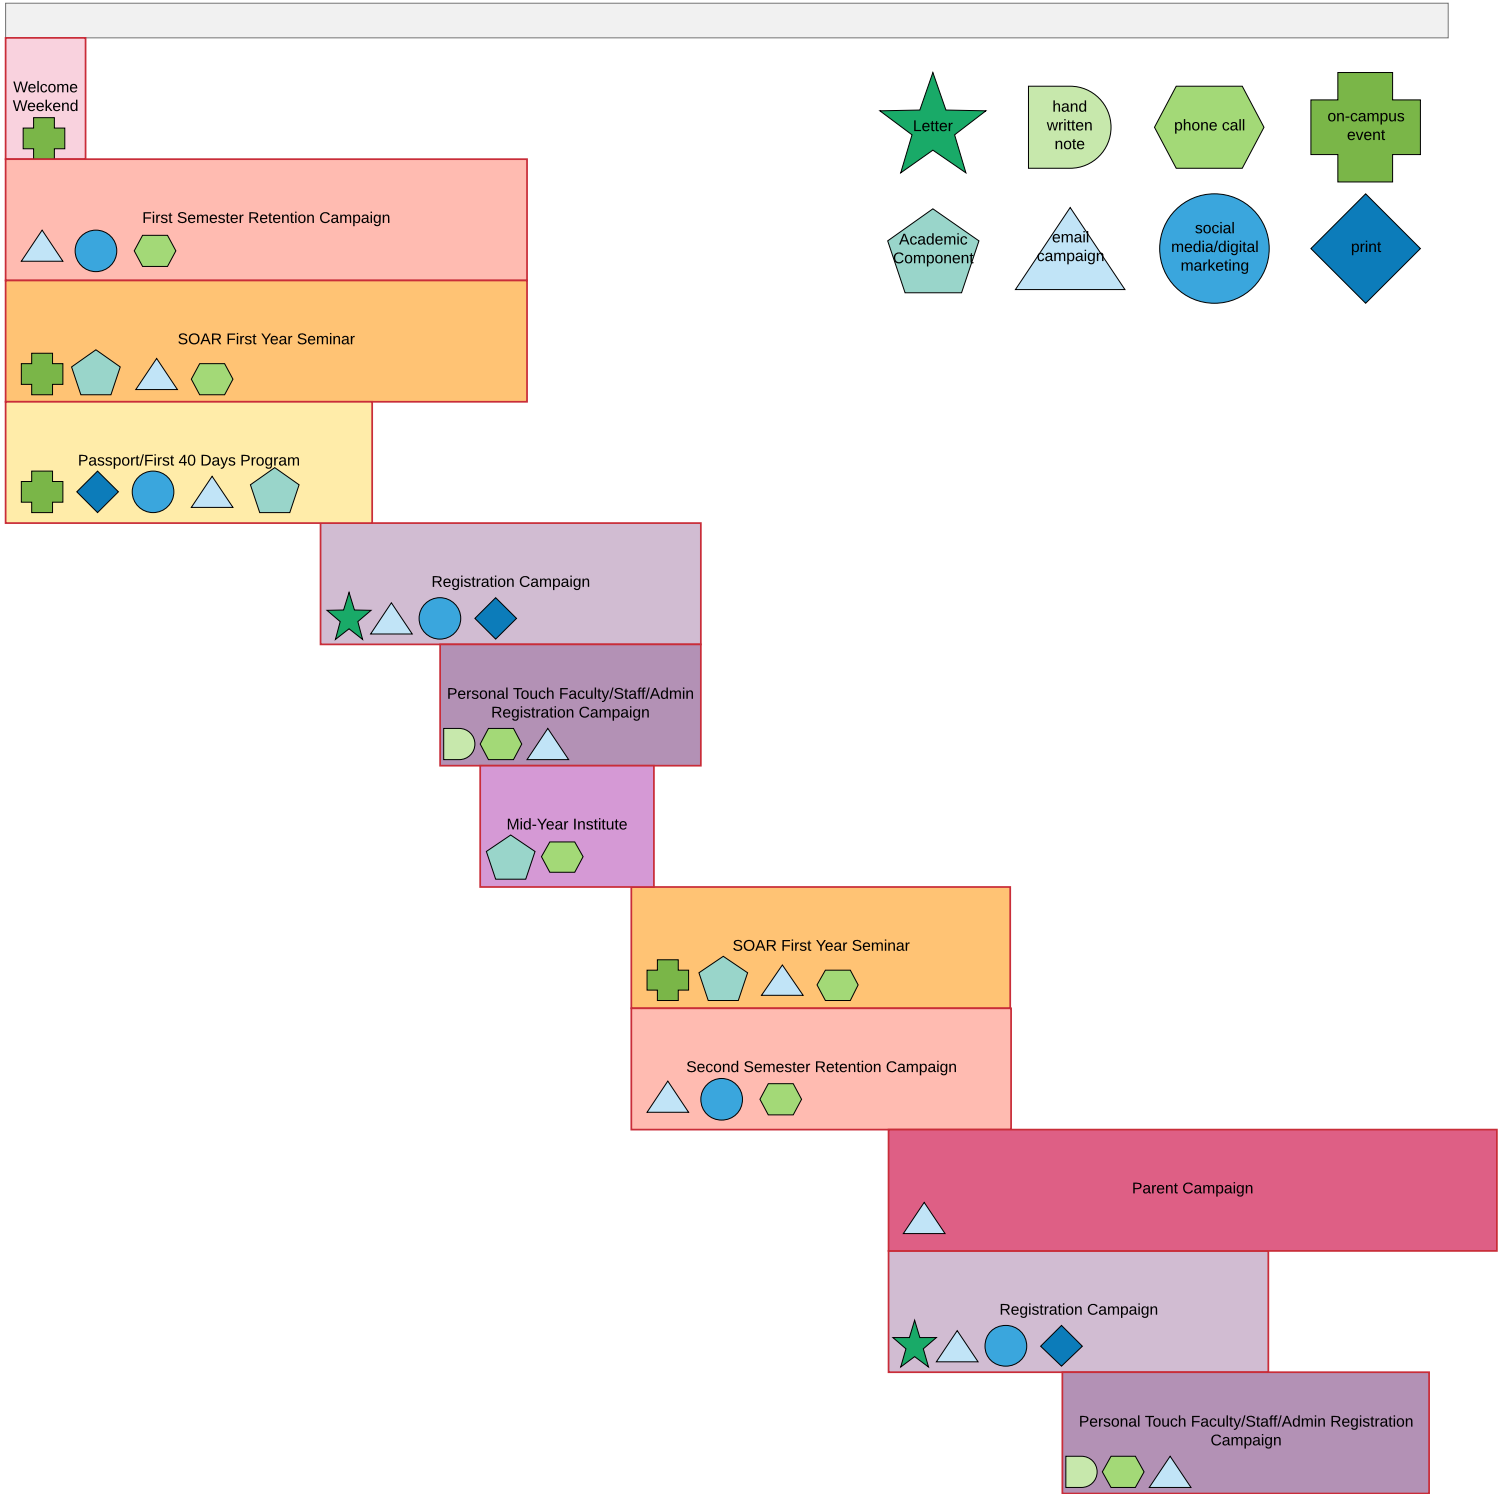 Welcome
Weekend
Letter
hand
written
note
phone call
on-campus
event
First Semester Retention Campaign
Academic
Component
email
campaign
social
media/digital
marketing
print
SOAR First Year Seminar
Passport/First 40 Days Program
Registration Campaign
Personal Touch Faculty/Staff/Admin
Registration Campaign
Mid-Year Institute
SOAR First Year Seminar
Second Semester Retention Campaign
Parent Campaign
Registration Campaign
Personal Touch Faculty/Staff/Admin Registration
Campaign